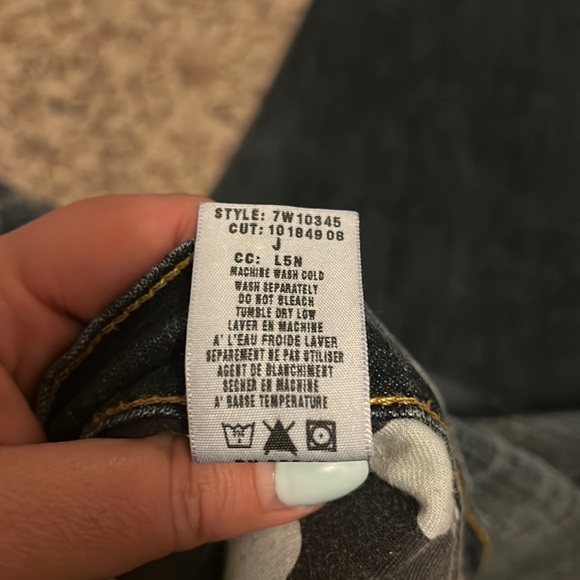 STYLE: 7W10345
CUT: 10184908
J
CC: L5N
MACHINE WASH COLD
WASH SEPARATELY
DO NOT BLEACH
TUMBLE DRY LOW
LAVER EN MACHINE
A' L'EAU FROIDE LAVER
SEPAREMENT NE PAS UTILISER
AGENT DE BLANCHIMENT
SECHER EN MACHINE
A' BASSE TEMPERATURE